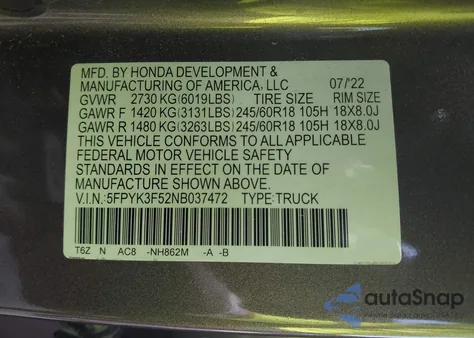 MFD. BY HONDA DEVELOPMENT &
MANUFACTURING OF AMERICA, LLC 07/'22
GVWR 2730 KG(6019LBS) TIRE SIZE RIM SIZE
GAWR F 1420 KG(3131LBS) 245/60R18 105H 18X8.0J
GAWR R 1480 KG(3263LBS) 245/60R18 105H 18X8.0J
THIS VEHICLE CONFORMS TO ALL APPLICABLE
FEDERAL MOTOR VEHICLE SAFETY
STANDARDS IN EFFECT ON THE DATE OF
MANUFACTURE SHOWN ABOVE.
V.I.N.:5FPYK3F52NB037472 TYPE:TRUCK
T6Z N AC8 -NH862M -A -B
autoSnap